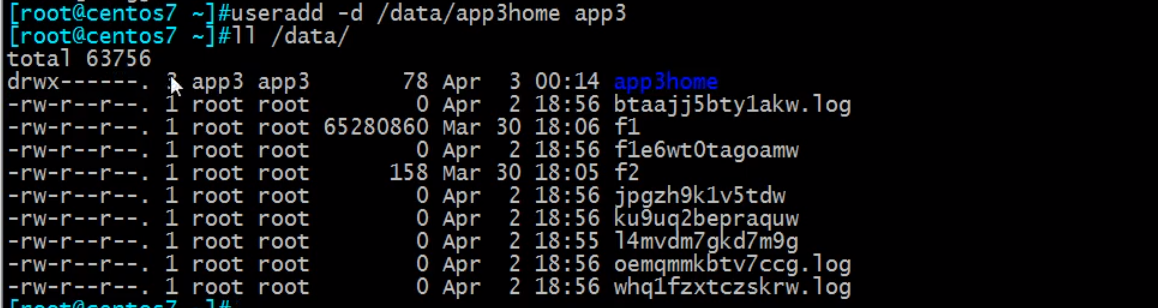 [root@centos7 ~]#useradd -d /data/app3home app3
[root@centos7 ~]#ll /data/
total 63756
drwx------. 3 app3 app3       78 Apr  3 00:14 app3home
-rw-r--r--. 1 root root        0 Apr  2 18:56 btaajj5bty1akw.log
-rw-r--r--. 1 root root 65280860 Mar 30 18:06 f1
-rw-r--r--. 1 root root        0 Apr  2 18:56 f1e6wt0tagoamw
-rw-r--r--. 1 root root      158 Mar 30 18:05 f2
-rw-r--r--. 1 root root        0 Apr  2 18:56 jpgzh9k1v5tdw
-rw-r--r--. 1 root root        0 Apr  2 18:56 ku9uq2bepraquw
-rw-r--r--. 1 root root        0 Apr  2 18:55 l4mvdm7gkd7m9g
-rw-r--r--. 1 root root        0 Apr  2 18:56 oemqmmkbtv7ccg.log
-rw-r--r--. 1 root root        0 Apr  2 18:56 whq1fzxtczskrw.log
[root@centos7 ~]#